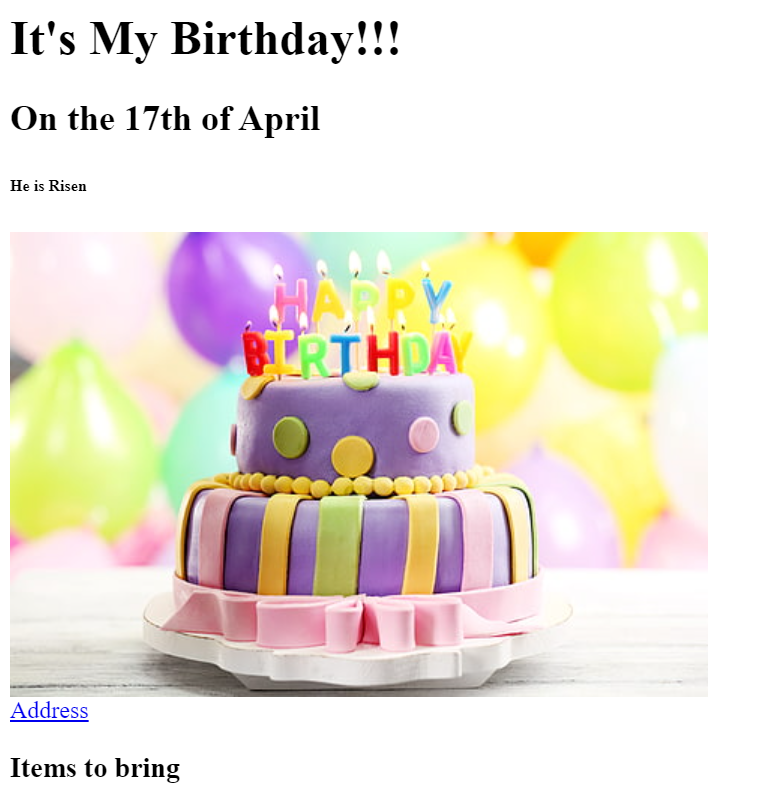 It's My Birthday!!!
On the 17th of April
He is Risen
HAPPY
BIRTHDAY
Address
Items to bring